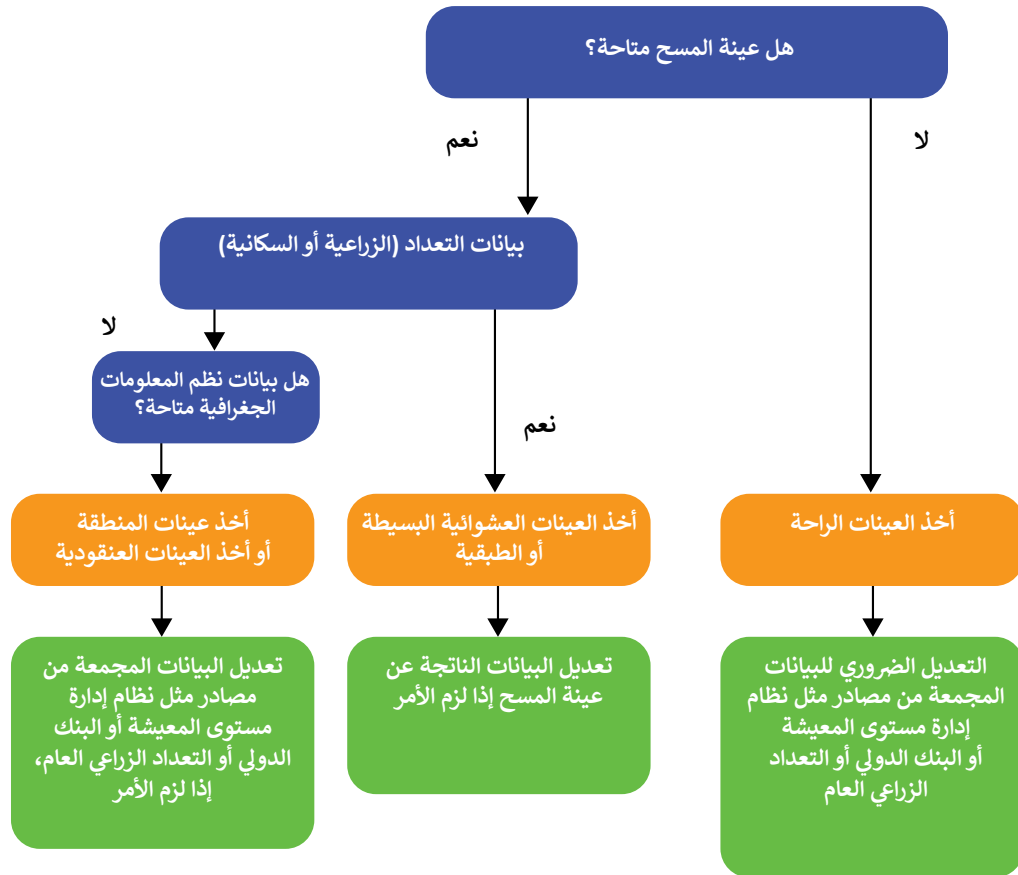 هل عينة المسح متاحة؟
لا
نعم
بيانات التعداد (الزراعية أو السكانية)
لا
هل بيانات نظم المعلومات
الجغرافية متاحة؟
نعم
أخذ العينات الراحة
أخذ العينات العشوائية البسيطة
أو الطبقية
أخذ عينات المنطقة
أو أخذ العينات العنقودية
التعديل الضروري للبيانات
المجمعة من مصادر مثل نظام
إدارة مستوى المعيشة
أو البنك الدولي أو التعداد
الزراعي العام
تعديل البيانات الناتجة عن
عينة المسح إذا لزم الأمر
تعديل البيانات المجمعة من
مصادر مثل نظام إدارة
مستوى المعيشة أو البنك
الدولي أو التعداد الزراعي العام،
إذا لزم الأمر